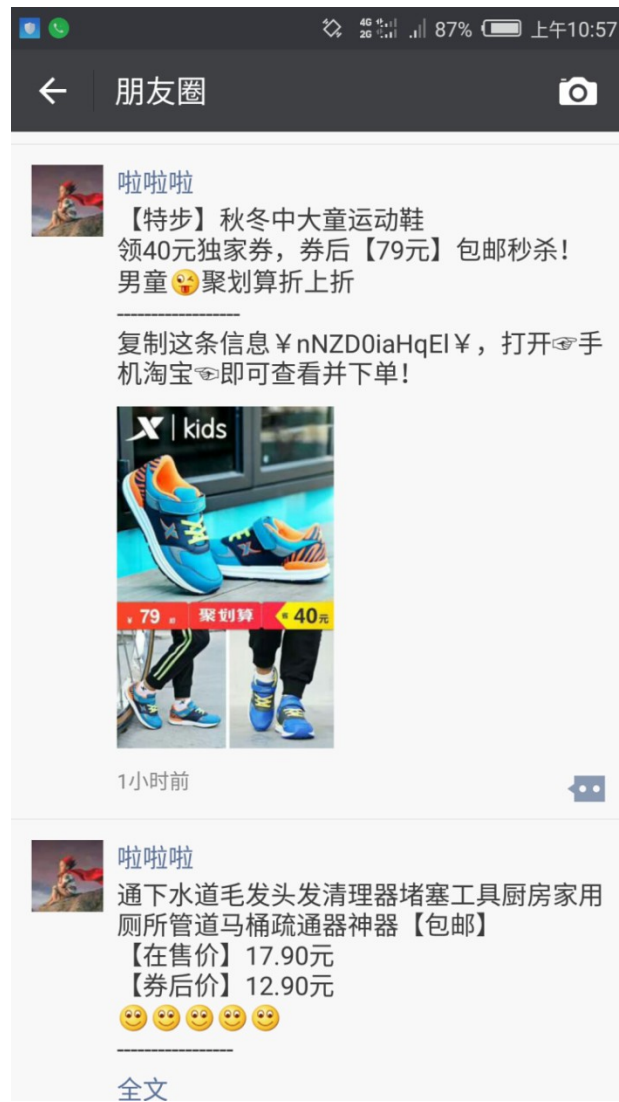 4G
2G
87%
上午10:57
朋友圈
啦啦啦
【特步】秋冬中大童运动鞋
领40元独家券，券后【79元】包邮秒杀！
男童😜聚划算折上折
-----------------
复制这条信息￥nNZD0iaHqEl￥，打开☞手
机淘宝☜即可查看并下单！
X | kids
¥ 79 起 聚划算 40元
1小时前
啦啦啦
通下水道毛发头发清理器堵塞工具厨房家用
厕所管道马桶疏通器神器【包邮】
【在售价】17.90元
【券后价】12.90元
-----------------
全文